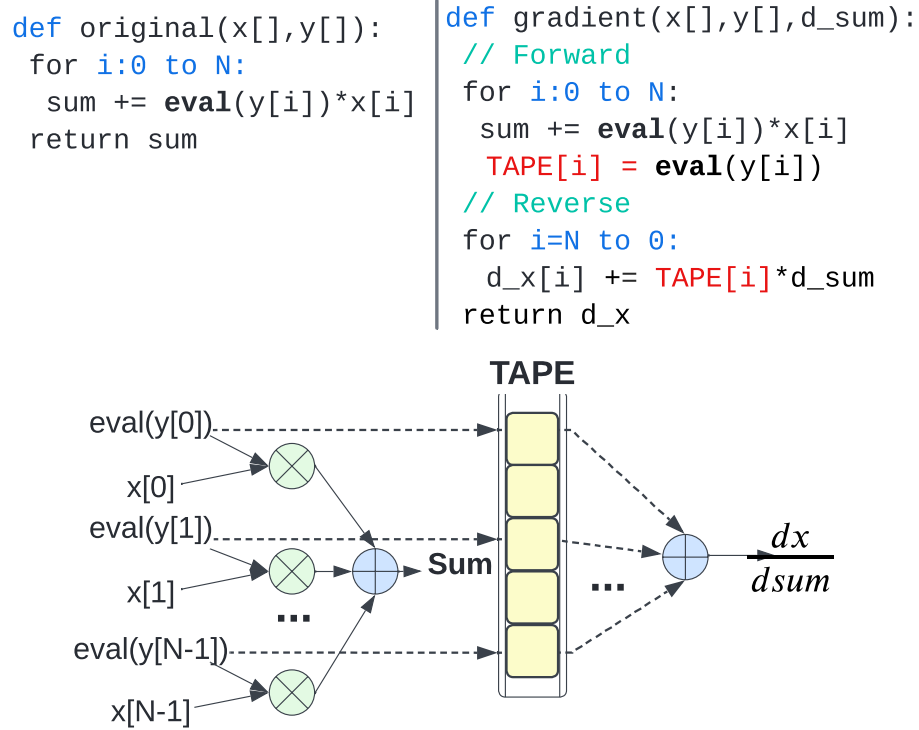 def original(x[],y[]):
for i:0 to N:
sum += eval(y[i])*x[i]
return sum
def gradient(x[],y[],d_sum):
// Forward
for i:0 to N:
sum += eval(y[i])*x[i]
TAPE[i] = eval(y[i])
// Reverse
for i=N to 0:
d_x[i] += TAPE[i]*d_sum
return d_x
TAPE
eval(y[0])
x[0]
eval(y[1])
x[1]
...
eval(y[N-1])
x[N-1]
Sum
...
dx
dsum